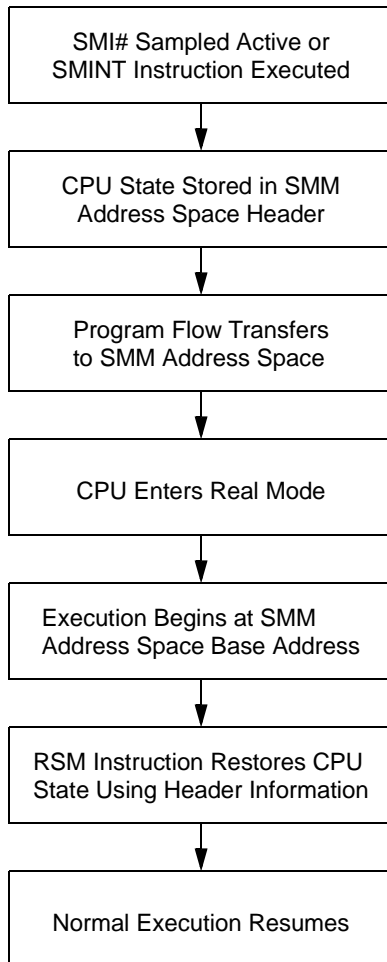 SMI# Sampled Active or
SMINT Instruction Executed
CPU State Stored in SMM
Address Space Header
Program Flow Transfers
to SMM Address Space
CPU Enters Real Mode
Execution Begins at SMM
Address Space Base Address
RSM Instruction Restores CPU
State Using Header Information
Normal Execution Resumes